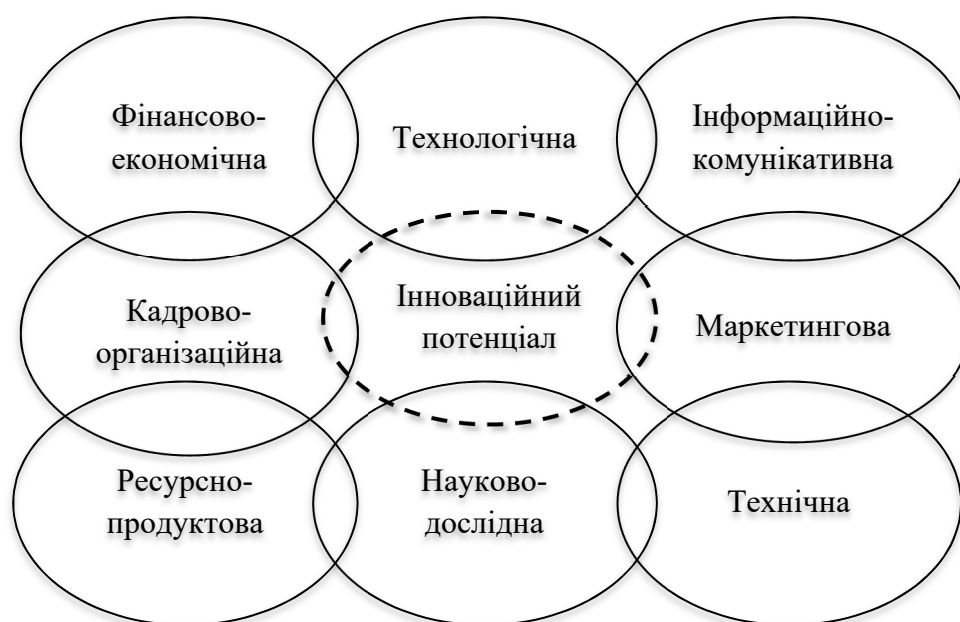 Фінансово-
економічна
Технологічна
Інформаційно-
комунікативна
Кадрово-
організаційна
Інноваційний
потенціал
Маркетингова
Ресурсно-
продуктова
Науково-
дослідна
Технічна